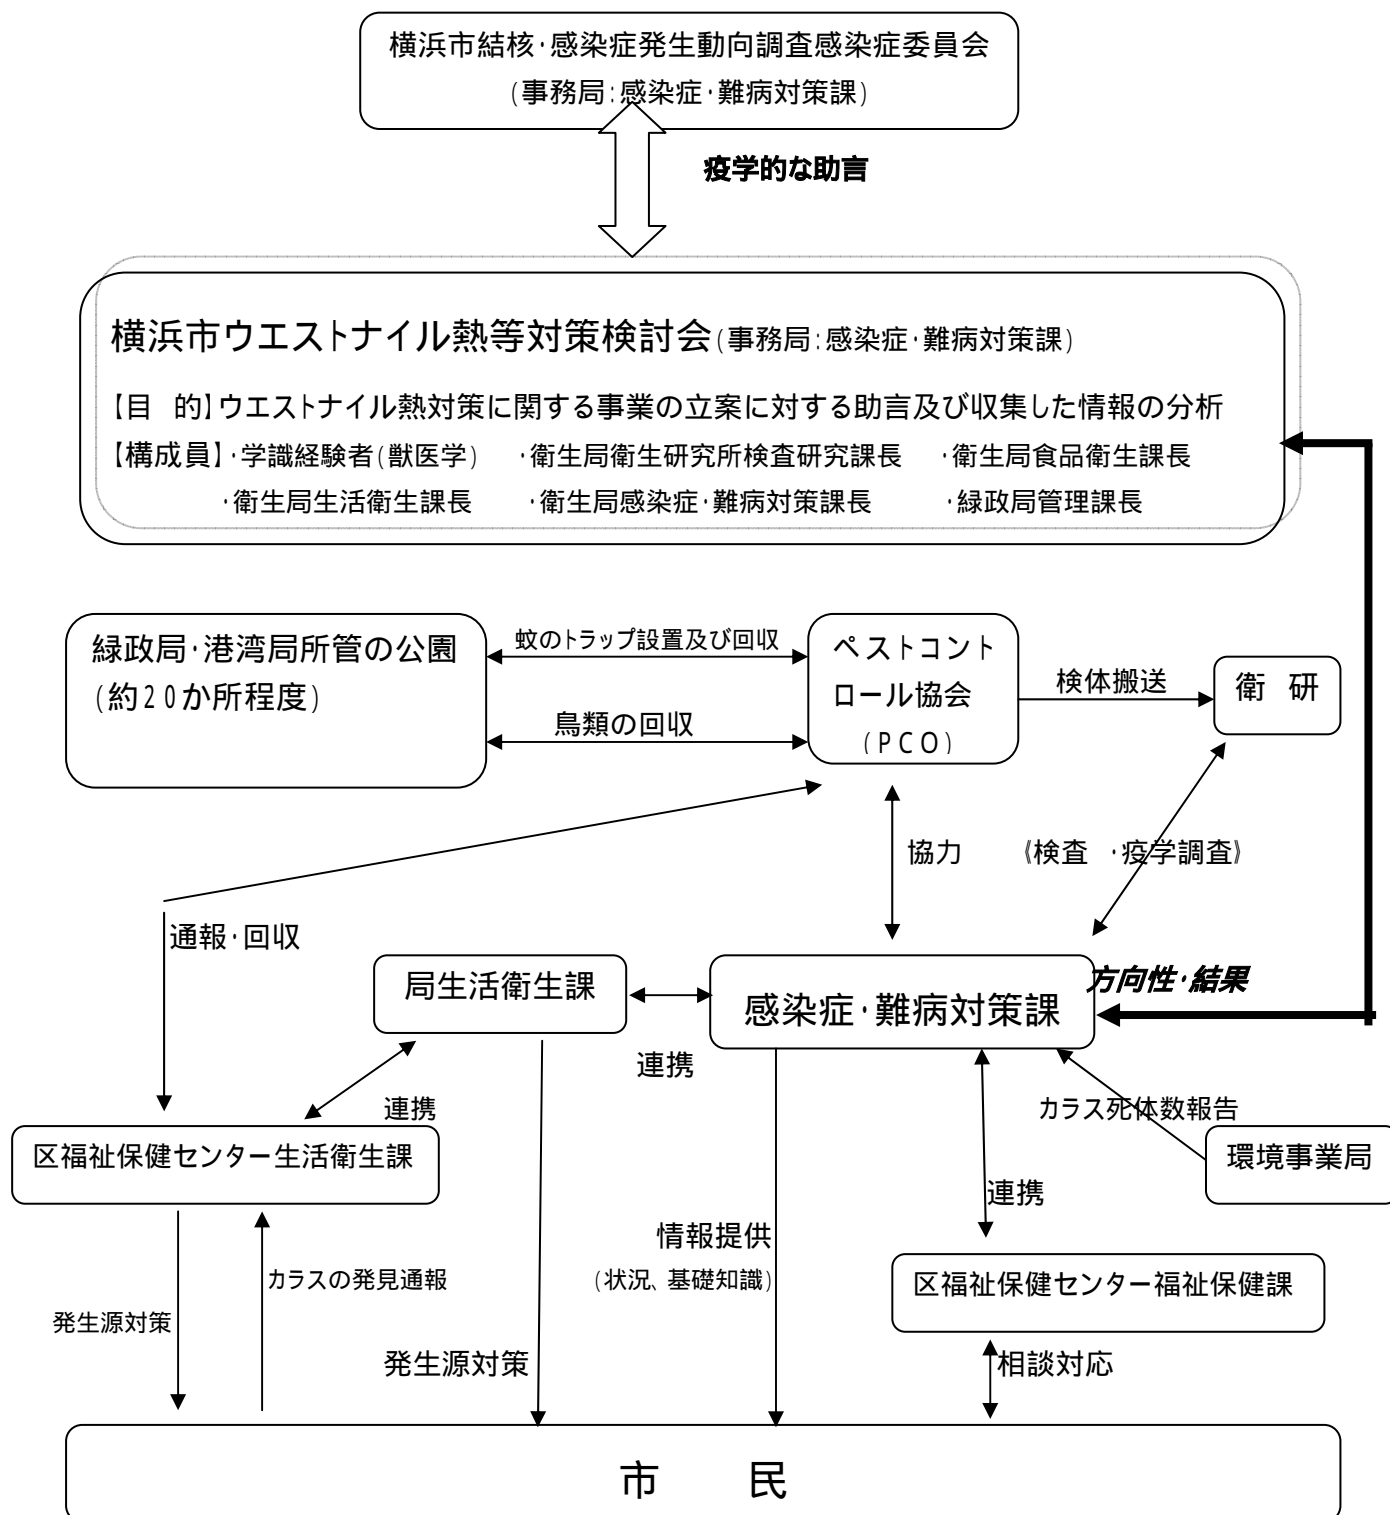 横浜市結核・感染症発生動向調査感染症委員会
(事務局:感染症・難病対策課)
疫学的な助言
横浜市ウエストナイル熱等対策検討会(事務局:感染症・難病対策課)
【目　的】ウエストナイル熱対策に関する事業の立案に対する助言及び収集した情報の分析
【構成員】・学識経験者(獣医学)　・衛生局衛生研究所検査研究課長　・衛生局食品衛生課長
・衛生局生活衛生課長　・衛生局感染症・難病対策課長　・緑政局管理課長
緑政局・港湾局所管の公園
(約20か所程度)
蚊のトラップ設置及び回収
鳥類の回収
ペストコント
ロール協会
(PCO)
検体搬送
衛　研
協力
《検査　・疫学調査》
通報・回収
局生活衛生課
感染症・難病対策課
方向性・結果
連携
連携
カラス死体数報告
区福祉保健センター生活衛生課
環境事業局
連携
情報提供
(状況、基礎知識)
カラスの発見通報
区福祉保健センター福祉保健課
発生源対策
発生源対策
相談対応
市　民